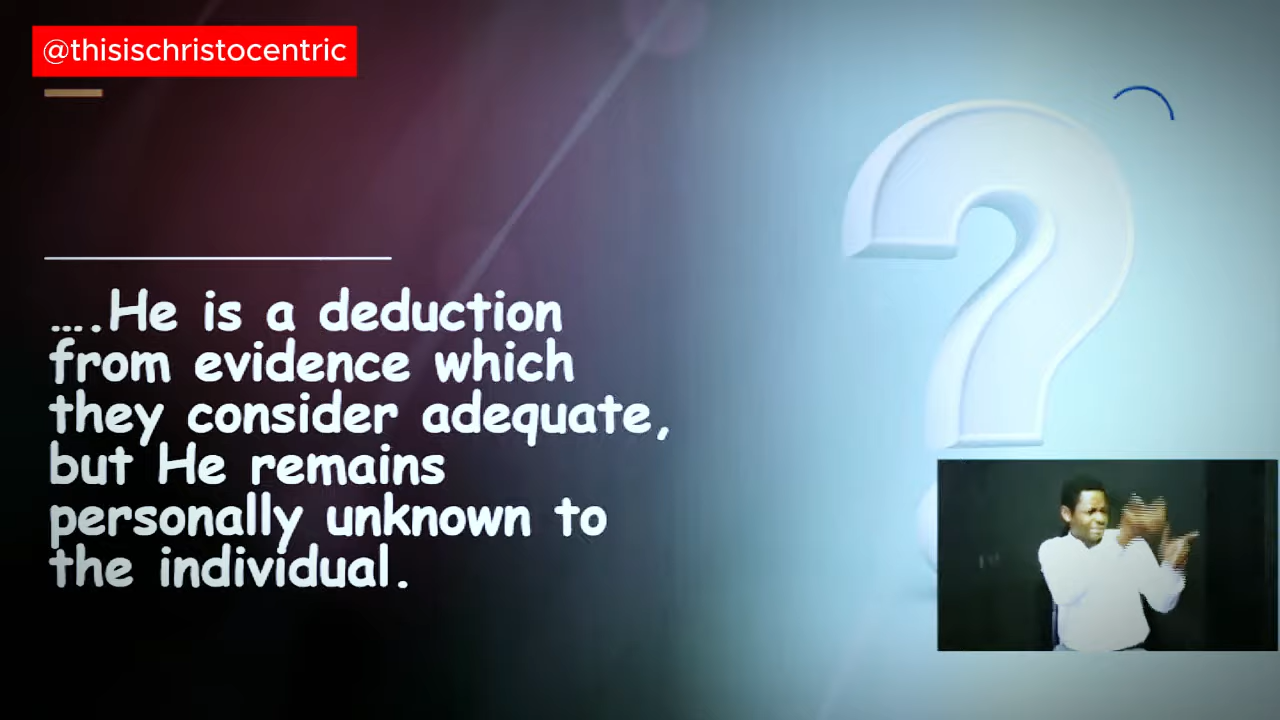 @thisischristocentric
....He is a deduction
from evidence which
they consider adequate,
but He remains
personally unknown to
the individual.